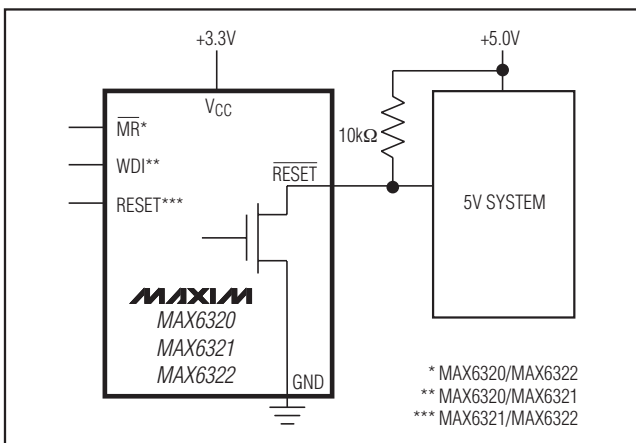 +3.3V
+5.0V
VCC
MR*
10kΩ
WDI**
RESET
RESET***
5V SYSTEM
MAXIM
MAX6320
MAX6321
MAX6322
GND
* MAX6320/MAX6322
** MAX6320/MAX6321
*** MAX6321/MAX6322